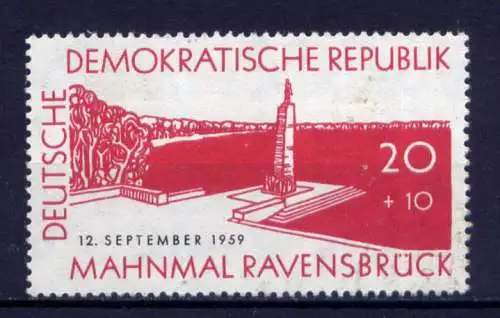 DEUTSCHE
DEMOKRATISCHE REPUBLIK
20
+ 10
12. SEPTEMBER 1959
MAHNMAL RAVENSBRÜCK